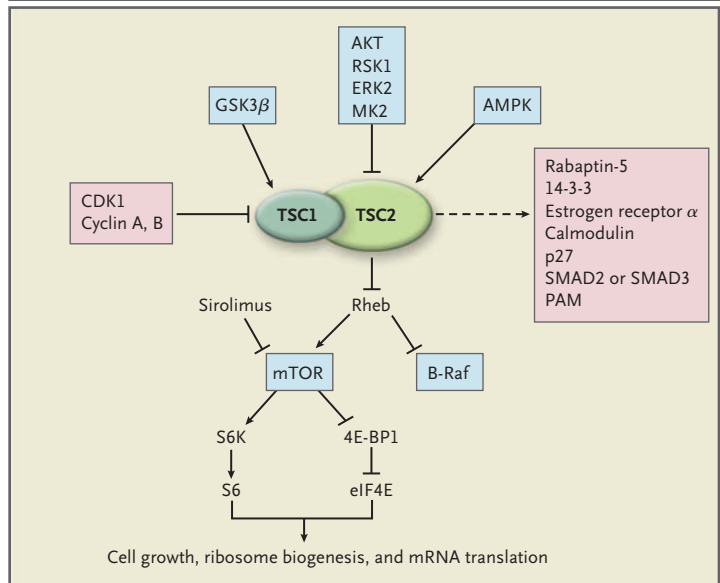 AKT
RSK1
ERK2
MK2
GSK3β
AMPK
CDK1
Cyclin A, B
TSC1
TSC2
Rabaptin-5
14-3-3
Estrogen receptor α
Calmodulin
p27
SMAD2 or SMAD3
PAM
Sirolimus
Rheb
mTOR
B-Raf
S6K
4E-BP1
S6
eIF4E
Cell growth, ribosome biogenesis, and mRNA translation